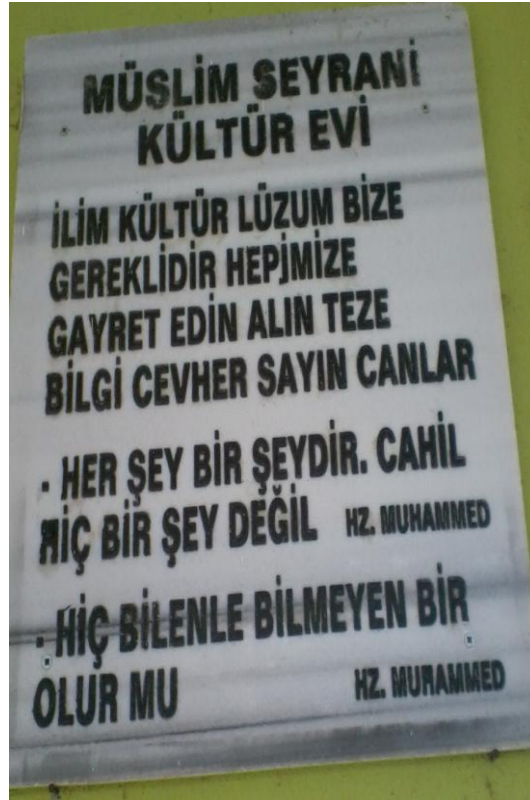 MÜSLİM SEYRANİ
KÜLTÜR EVİ
İLİM KÜLTÜR LÜZUM BİZE
GEREKLİDİR HEPİMİZE
GAYRET EDİN ALIN TEZE
BİLGİ CEVHER SAYIN CANLAR
- HER ŞEY BİR ŞEYDİR. CAHİL
HİÇ BİR ŞEY DEĞİL HZ. MUHAMMED
- HİÇ BİLENLE BİLMEYEN BİR
OLUR MU HZ. MUHAMMED